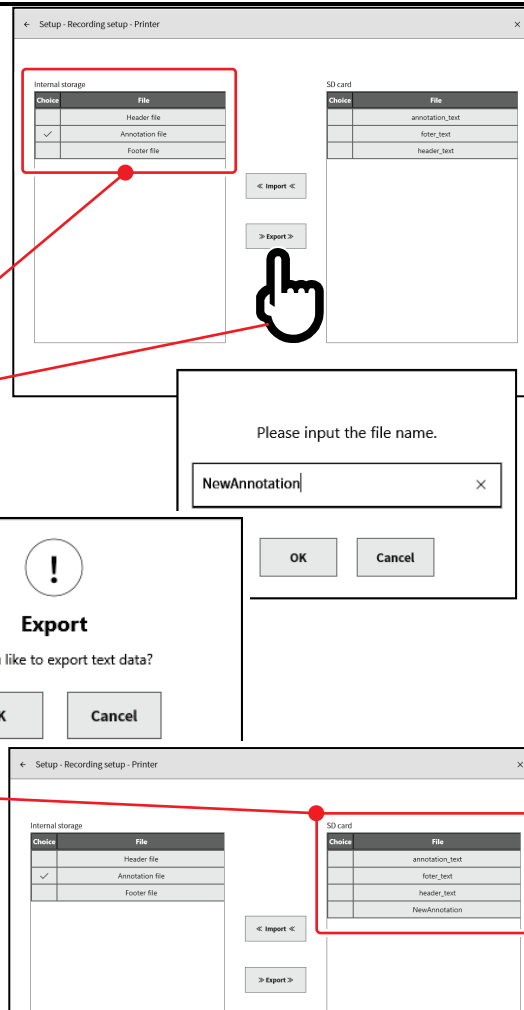 ← Setup - Recording setup - Printer ×
Internal storage
Choice File
Header file
✓ Annotation file
Footer file
SD card
Choice File
annotation_text
foter_text
header_text
≪ Import ≪
≫ Export ≫
Please input the file name.
NewAnnotation ×
OK Cancel
!
Export
like to export text data?
K Cancel
← Setup - Recording setup - Printer ×
Internal storage
Choice File
Header file
✓ Annotation file
Footer file
SD card
Choice File
annotation_text
foter_text
header_text
NewAnnotation
≪ Import ≪
≫ Export ≫